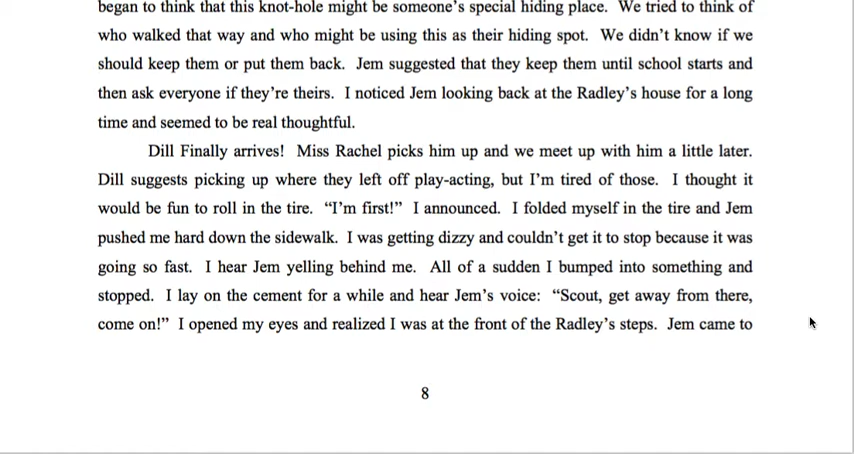 began to think that this knot-hole might be someone’s special hiding place.  We tried to think of
who walked that way and who might be using this as their hiding spot.  We didn’t know if we
should keep them or put them back.  Jem suggested that they keep them until school starts and
then ask everyone if they’re theirs.  I noticed Jem looking back at the Radley’s house for a long
time and seemed to be real thoughtful.
Dill Finally arrives!  Miss Rachel picks him up and we meet up with him a little later.
Dill suggests picking up where they left off play-acting, but I’m tired of those.  I thought it
would be fun to roll in the tire.  “I’m first!”  I announced.  I folded myself in the tire and Jem
pushed me hard down the sidewalk.  I was getting dizzy and couldn’t get it to stop because it was
going so fast.  I hear Jem yelling behind me.  All of a sudden I bumped into something and
stopped.  I lay on the cement for a while and hear Jem’s voice:  “Scout, get away from there,
come on!”  I opened my eyes and realized I was at the front of the Radley’s steps.  Jem came to
8